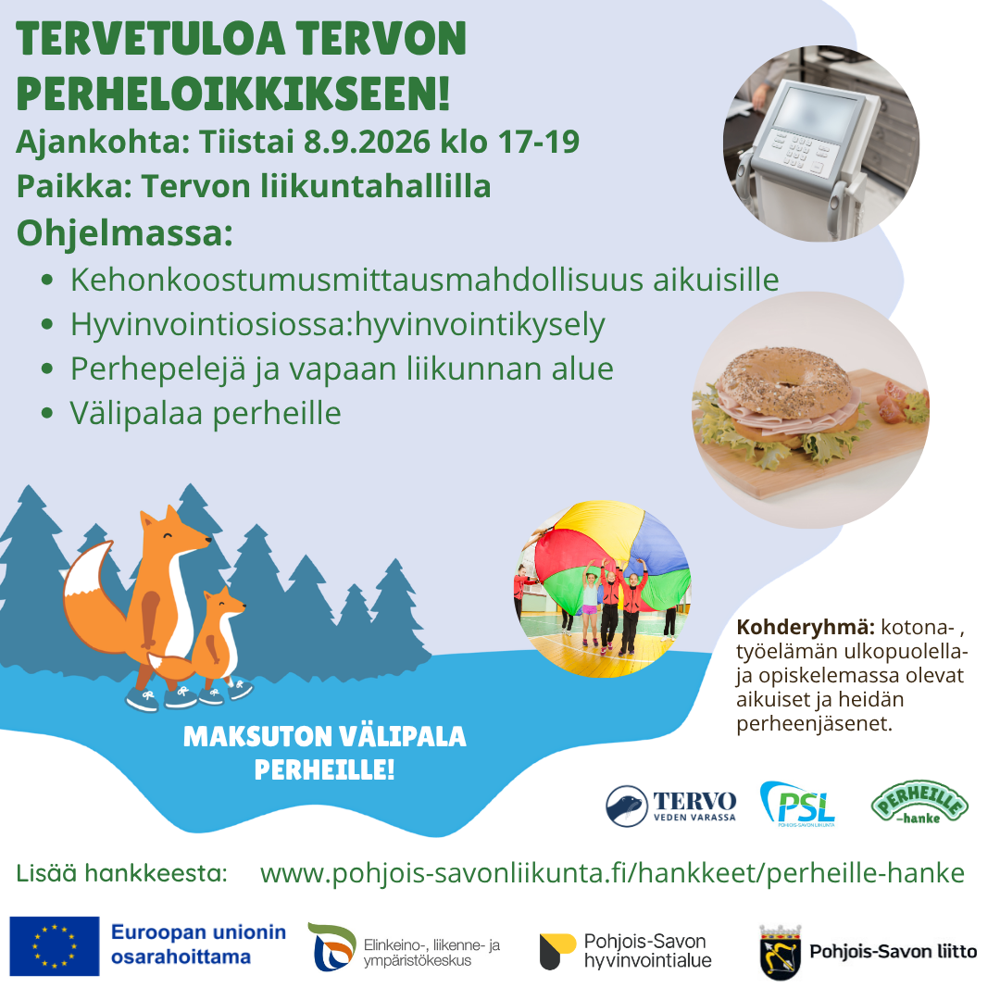 TERVETULOA TERVON
PERHELOIKKIKSEEN!
Ajankohta: Tiistai 8.9.2026 klo 17-19
Paikka: Tervon liikuntahallilla
Ohjelmassa:
• Kehonkoostumusmittausmahdollisuus aikuisille
• Hyvinvointiosiossa:hyvinvointikysely
• Perhepelejä ja vapaan liikunnan alue
• Välipalaa perheille
Kohderyhmä: kotona- ,
työelämän ulkopuolella-
ja opiskelemassa olevat
aikuiset ja heidän
perheenjäsenet.
MAKSUTON VÄLIPALA
PERHEILLE!
TERVO
VEDEN VARASSA
PSL
POHJOIS-SAVON LIIKUNTA
PERHEILLE
-hanke
Lisää hankkeesta: www.pohjois-savonliikunta.fi/hankkeet/perheille-hanke
Euroopan unionin
osarahoittama
Elinkeino-, liikenne- ja
ympäristökeskus
Pohjois-Savon
hyvinvointialue
Pohjois-Savon liitto